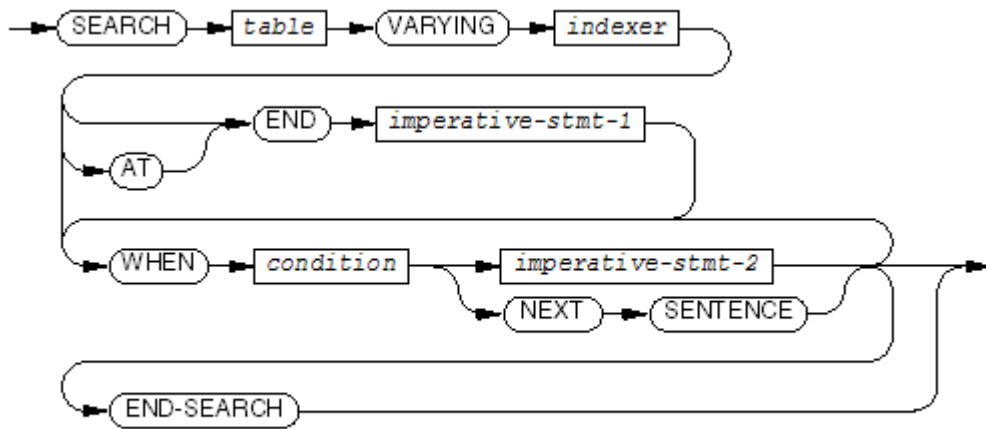 SEARCH table VARYING indexer
END imperative-stmt-1
AT
WHEN condition imperative-stmt-2
NEXT SENTENCE
END-SEARCH